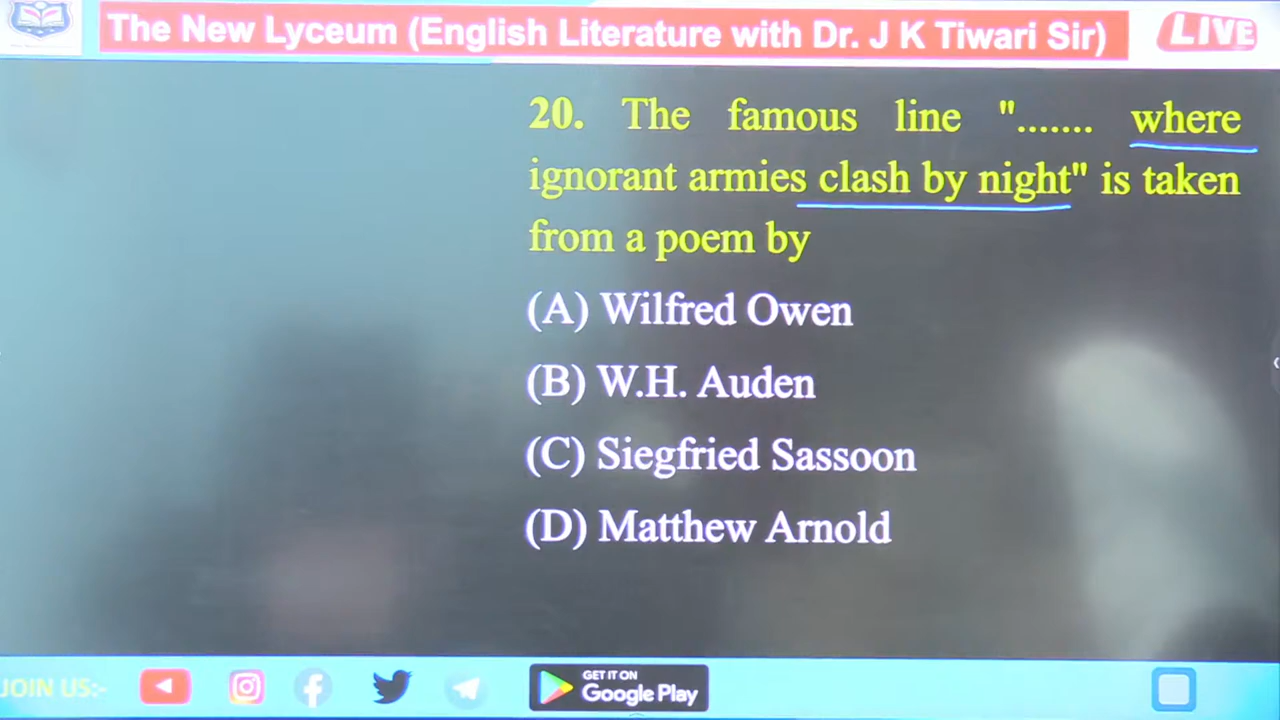 The New Lyceum (English Literature with Dr. J K Tiwari Sir)
LIVE
20. The famous line "....... where
ignorant armies clash by night" is taken
from a poem by
(A) Wilfred Owen
(B) W.H. Auden
(C) Siegfried Sassoon
(D) Matthew Arnold
JOIN US:-
GET IT ON
Google Play